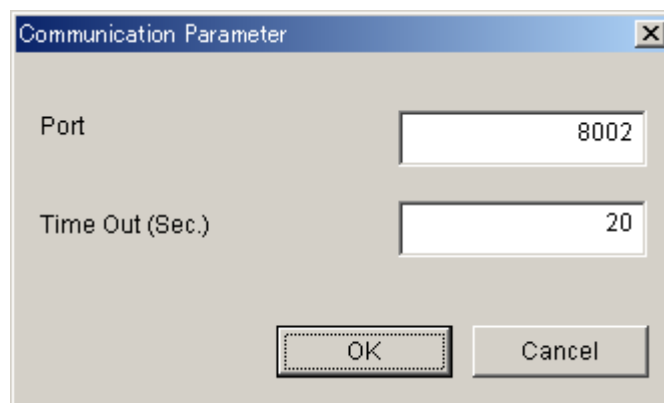 Communication Parameter
Port
8002
Time Out (Sec.)
20
OK
Cancel